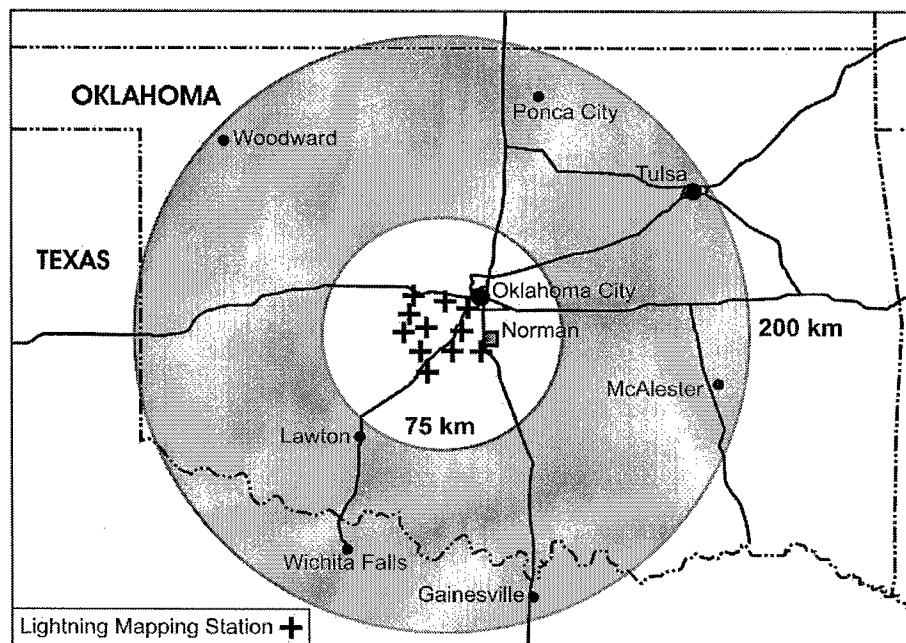 OKLAHOMA
Ponca City
Woodward
Tulsa
TEXAS
Oklahoma City
Norman
200 km
McAlester
75 km
Lawton
Wichita Falls
Gainesville
Lightning Mapping Station